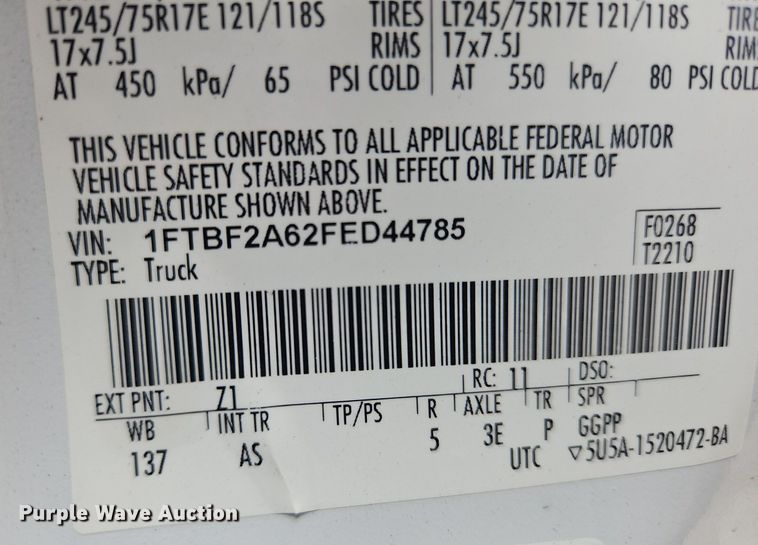 LT245/75R17E 121/118S TIRES LT245/75R17E 121/118S
17x7.5J RIMS 17x7.5J
AT 450 kPa/ 65 PSI COLD AT 550 kPa/ 80 PSI
THIS VEHICLE CONFORMS TO ALL APPLICABLE FEDERAL MOTOR
VEHICLE SAFETY STANDARDS IN EFFECT ON THE DATE OF
MANUFACTURE SHOWN ABOVE.
VIN: 1FTBF2A62FED44785 F0268
TYPE: Truck T2210
EXT PNT: Z1 RC: 11 DSO:
WB INT TR TP/PS R AXLE TR SPR
137 AS 5 3E P GGPP
UTC ▽5U5A-1520472-BA
Purple Wave Auction